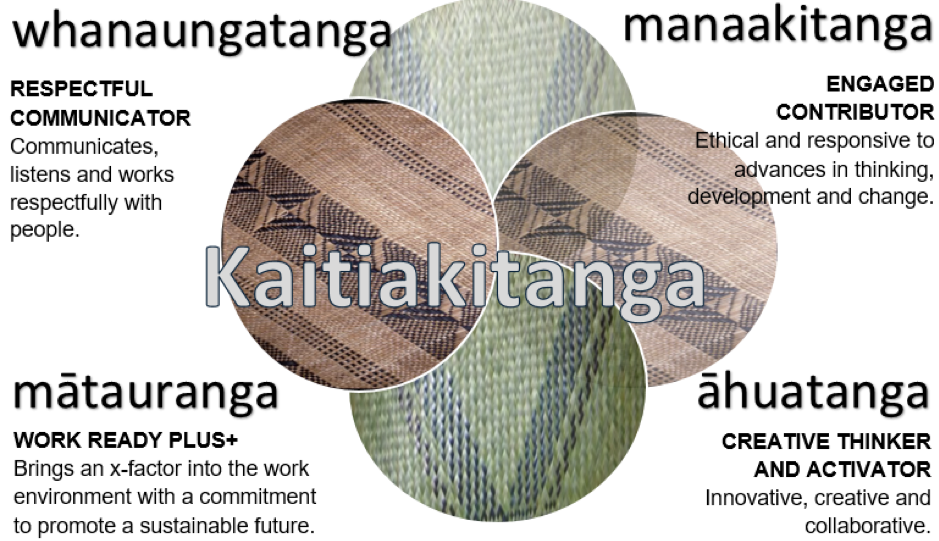 whanaungatanga
RESPECTFUL
COMMUNICATOR
Communicates,
listens and works
respectfully with
people.
manaakitanga
ENGAGED
CONTRIBUTOR
Ethical and responsive to
advances in thinking,
development and change.
Kaitiakitanga
mātauranga
WORK READY PLUS+
Brings an x-factor into the work
environment with a commitment
to promote a sustainable future.
āhuatanga
CREATIVE THINKER
AND ACTIVATOR
Innovative, creative and
collaborative.